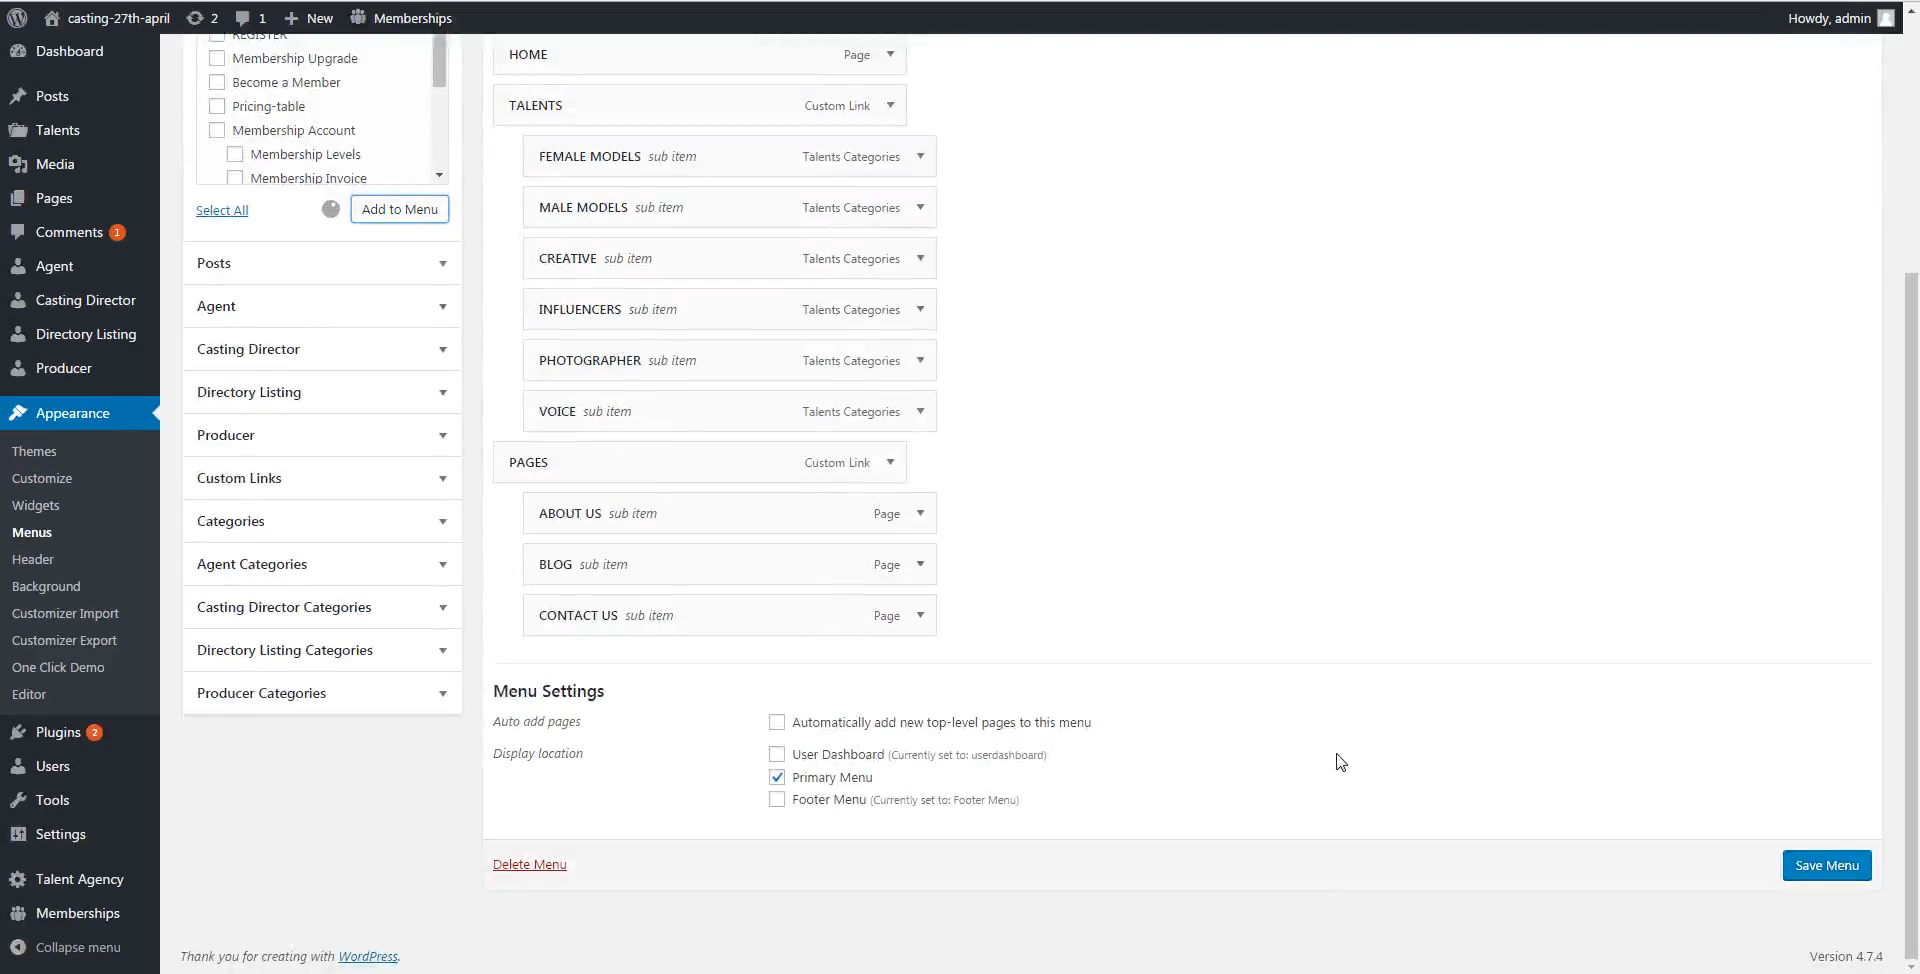 casting-27th-april 2 1 New Memberships Howdy, admin
Dashboard
Posts
Talents
Media
Pages
Comments 1
Agent
Casting Director
Directory Listing
Producer
Appearance
Themes
Customize
Widgets
Menus
Header
Background
Customizer Import
Customizer Export
One Click Demo
Editor
Plugins 2
Users
Tools
Settings
Talent Agency
Memberships
Collapse menu
REGISTER
Membership Upgrade
Become a Member
Pricing-table
Membership Account
Membership Levels
Membership Invoice
Select All Add to Menu
Posts
Agent
Casting Director
Directory Listing
Producer
Custom Links
Categories
Agent Categories
Casting Director Categories
Directory Listing Categories
Producer Categories
HOME Page
TALENTS Custom Link
FEMALE MODELS sub item Talents Categories
MALE MODELS sub item Talents Categories
CREATIVE sub item Talents Categories
INFLUENCERS sub item Talents Categories
PHOTOGRAPHER sub item Talents Categories
VOICE sub item Talents Categories
PAGES Custom Link
ABOUT US sub item Page
BLOG sub item Page
CONTACT US sub item Page
Menu Settings
Auto add pages Automatically add new top-level pages to this menu
Display location User Dashboard (Currently set to: userdashboard)
Primary Menu
Footer Menu (Currently set to: Footer Menu)
Delete Menu Save Menu
Thank you for creating with WordPress. Version 4.7.4